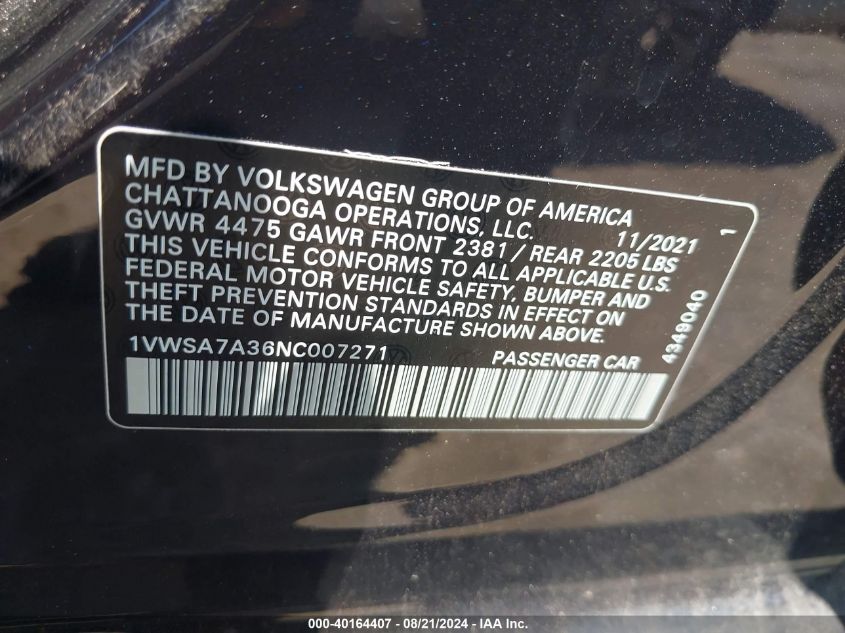 MFD BY VOLKSWAGEN GROUP OF AMERICA
CHATTANOOGA OPERATIONS, LLC. 11/2021 1
GVWR 4475 GAWR FRONT 2381 / REAR 2205 LBS
THIS VEHICLE CONFORMS TO ALL APPLICABLE U.S.
FEDERAL MOTOR VEHICLE SAFETY, BUMPER AND
THEFT PREVENTION STANDARDS IN EFFECT ON
THE DATE OF MANUFACTURE SHOWN ABOVE.
4349040
1VWSA7A36NC007271 PASSENGER CAR
000-40164407 - 08/21/2024 - IAA Inc.